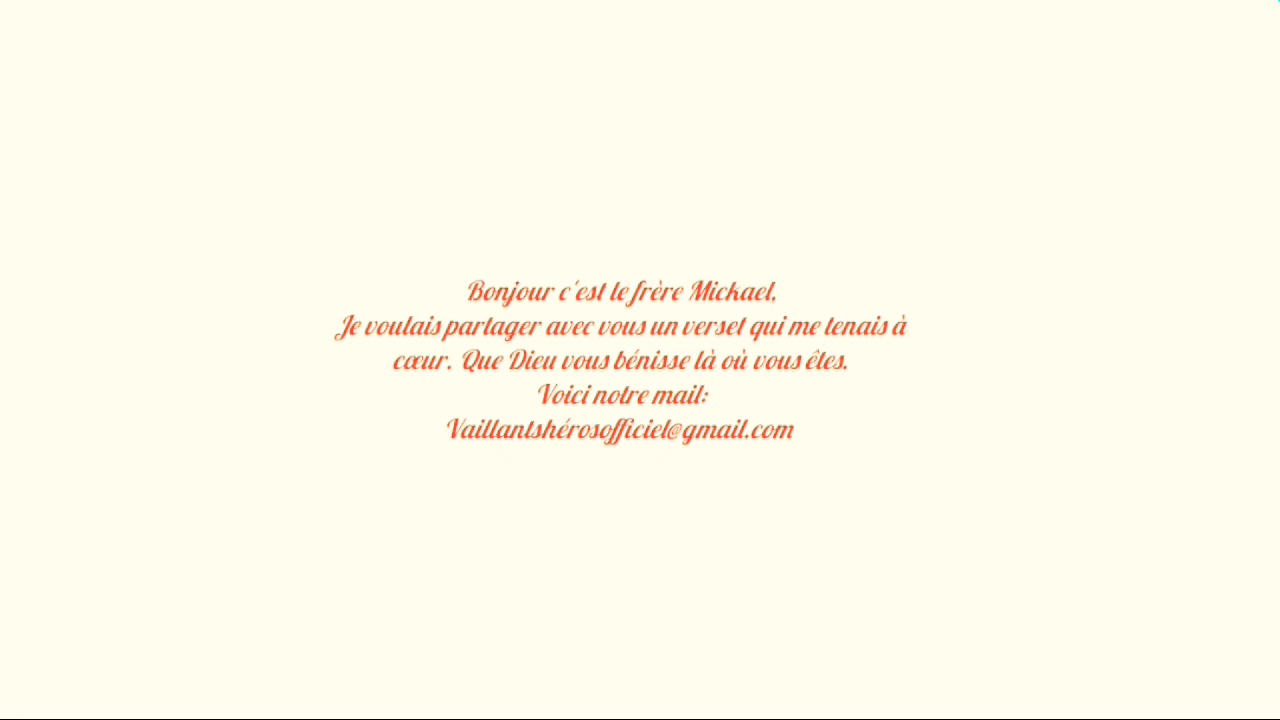 Bonjour c'est le frère Mickael,
Je voulais partager avec vous un verset qui me tenais à
cœur. Que Dieu vous bénisse là où vous êtes.
Voici notre mail:
Vaillantshérosofficiel@gmail.com